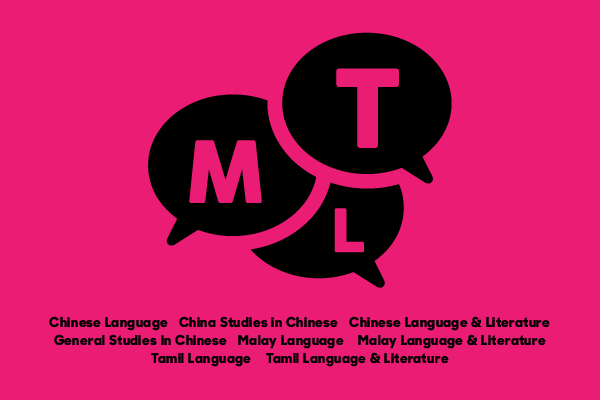 M T L
Chinese Language China Studies in Chinese Chinese Language & Literature
General Studies in Chinese Malay Language Malay Language & Literature
Tamil Language Tamil Language & Literature